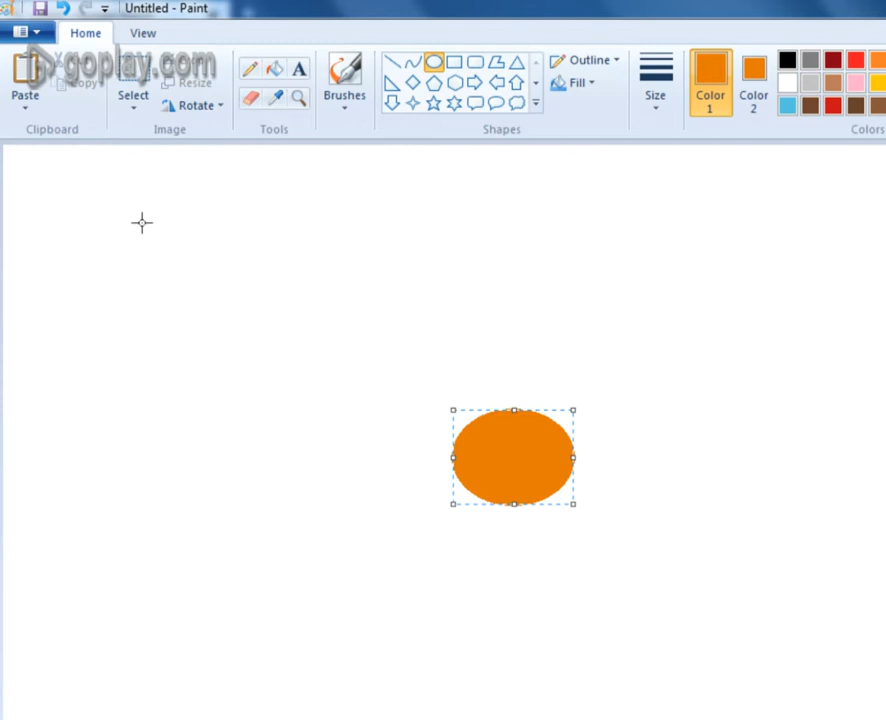 Untitled - Paint
Home View
goplay.com
Paste
Copy
Clipboard
Select
Resize
Rotate
Image
A
Tools
Brushes
Outline
Fill
Shapes
Size
Color 1
Color 2
Colors